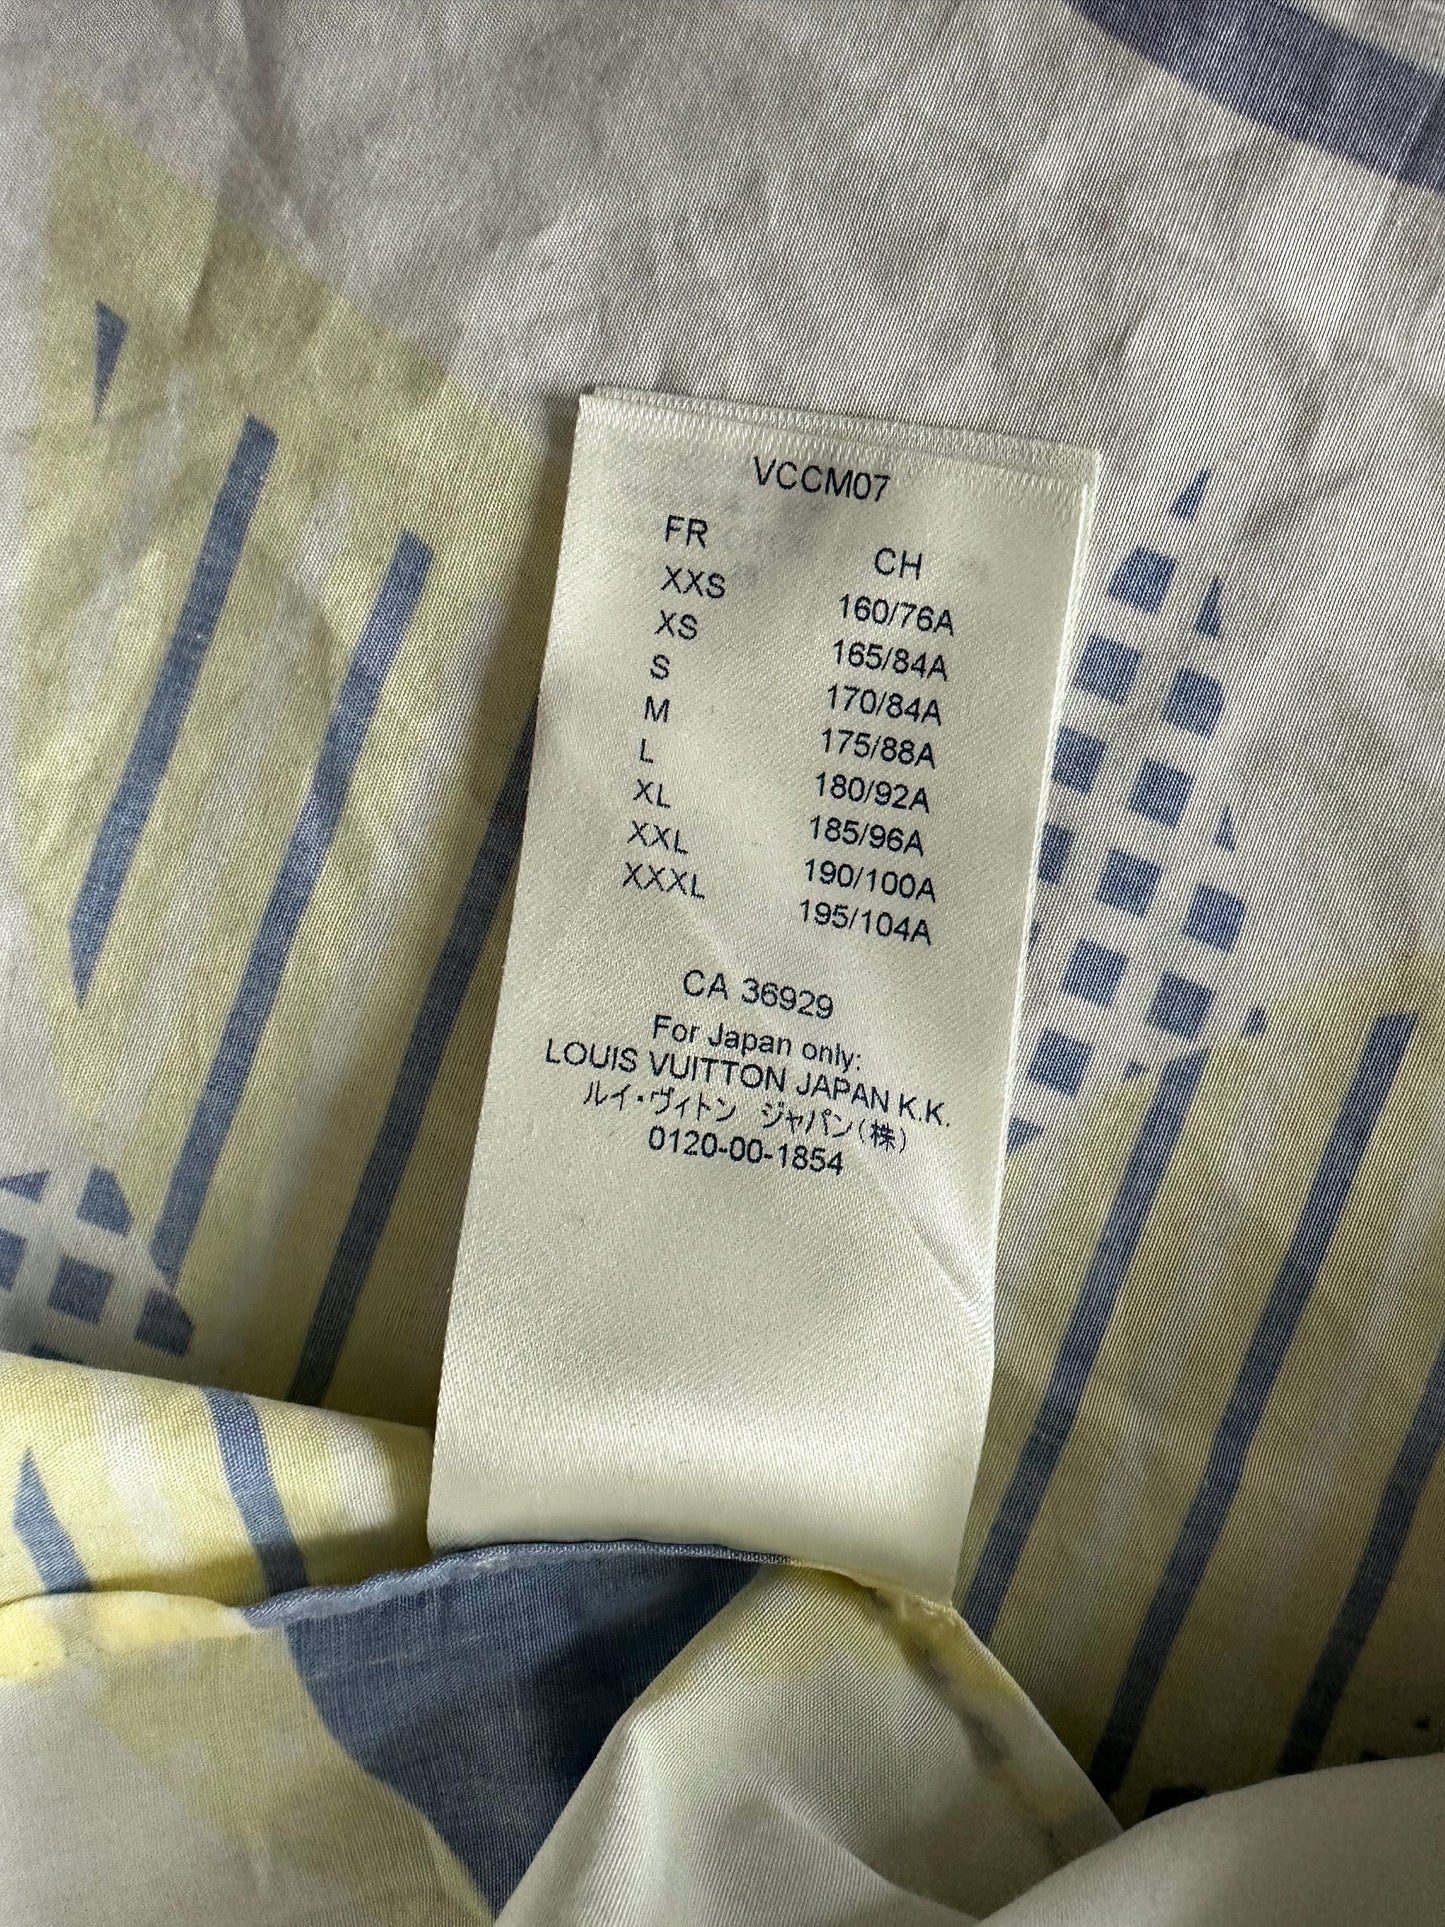 VCCM07
FR CH
XXS 160/76A
XS 165/84A
S 170/84A
M 175/88A
L 180/92A
XL 185/96A
XXL 190/100A
XXXL 195/104A
CA 36929
For Japan only:
LOUIS VUITTON JAPAN K.K.
ルイ・ヴィトン ジャパン(株)
0120-00-1854